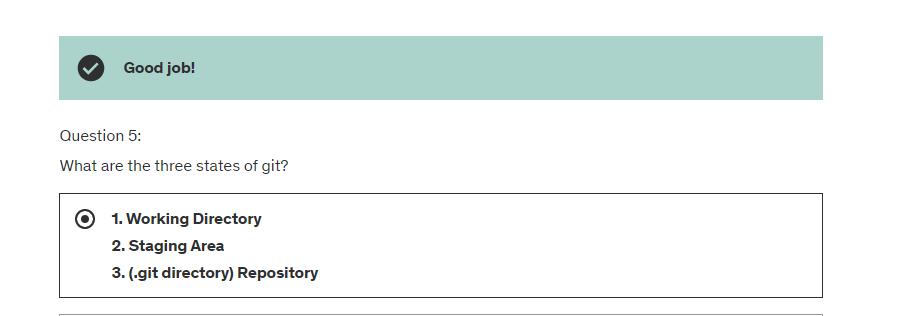 Good job!
Question 5:
What are the three states of git?
1. Working Directory
2. Staging Area
3. (.git directory) Repository